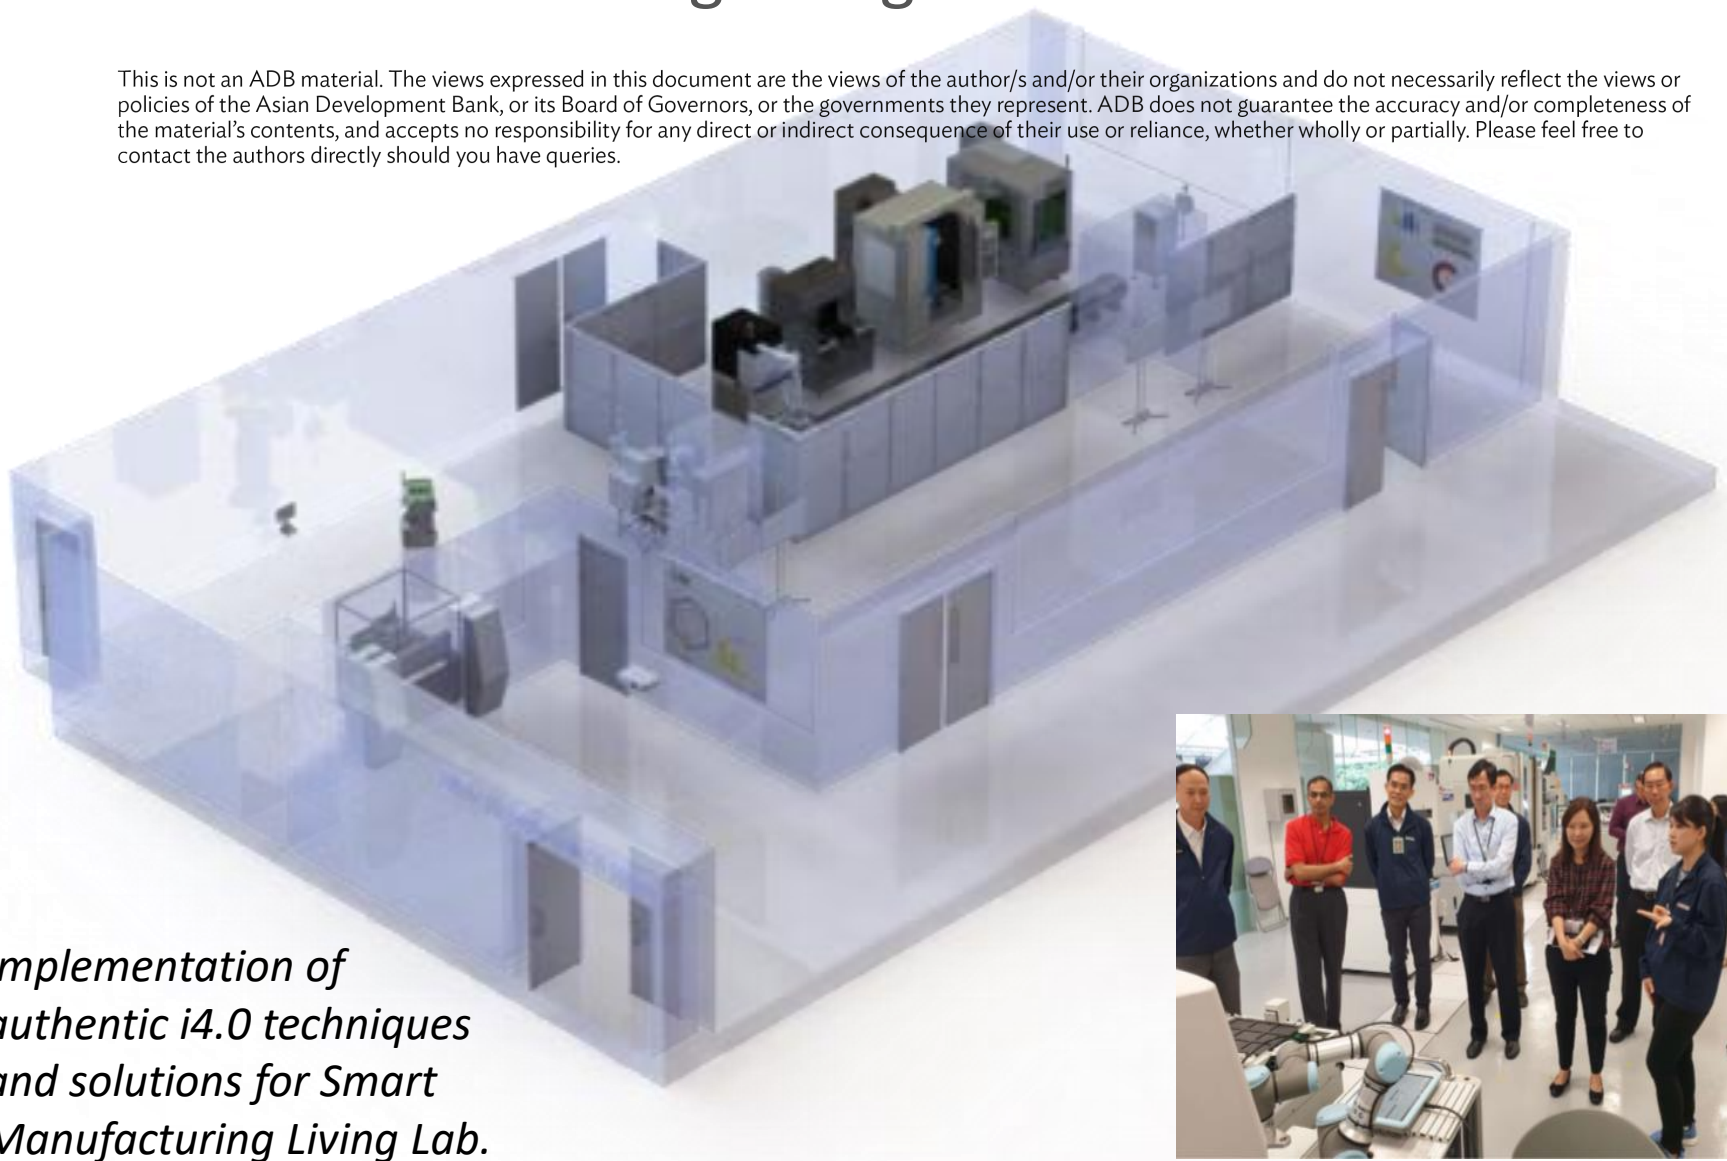 This is not an ADB material. The views expressed in this document are the views of the author/s and/or their organizations and do not necessarily reflect the views or
policies of the Asian Development Bank, or its Board of Governors, or the governments they represent. ADB does not guarantee the accuracy and/or completeness of
the material's contents, and accepts no responsibility for any direct or indirect consequence of their use or reliance, whether wholly or partially. Please feel free to
contact the authors directly should you have queries.
mplementation of
authentic i4.0 techniques
and solutions for Smart
Manufacturing Living Lab.